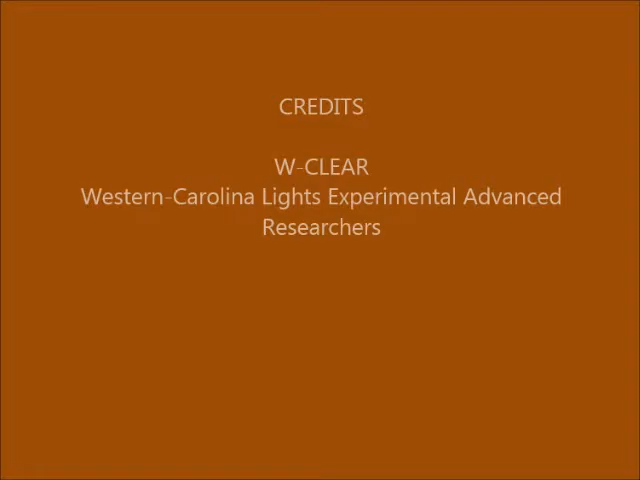 CREDITS
W-CLEAR
Western-Carolina Lights Experimental Advanced
Researchers